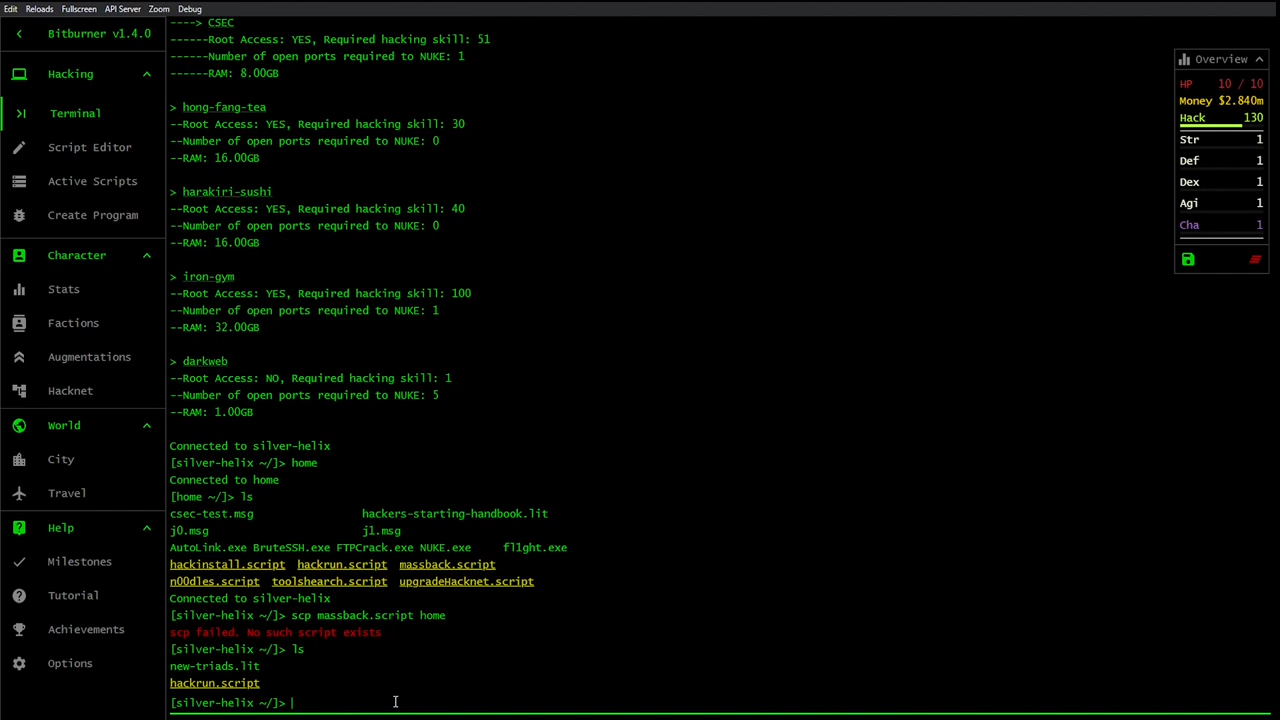 Edit Reloads Fullscreen API Server Zoom Debug
Bitburner v1.4.0
Hacking
Terminal
Script Editor
Active Scripts
Create Program
Character
Stats
Factions
Augmentations
Hacknet
World
City
Travel
Help
Milestones
Tutorial
Achievements
Options
----> CSEC
------Root Access: YES, Required hacking skill: 51
------Number of open ports required to NUKE: 1
------RAM: 8.00GB
> hong-fang-tea
--Root Access: YES, Required hacking skill: 30
--Number of open ports required to NUKE: 0
--RAM: 16.00GB
> harakiri-sushi
--Root Access: YES, Required hacking skill: 40
--Number of open ports required to NUKE: 0
--RAM: 16.00GB
> iron-gym
--Root Access: YES, Required hacking skill: 100
--Number of open ports required to NUKE: 1
--RAM: 32.00GB
> darkweb
--Root Access: NO, Required hacking skill: 1
--Number of open ports required to NUKE: 5
--RAM: 1.00GB
Connected to silver-helix
[silver-helix ~/]> home
Connected to home
[home ~/]> ls
csec-test.msg hackers-starting-handbook.lit
j0.msg j1.msg
AutoLink.exe BruteSSH.exe FTPCrack.exe NUKE.exe fl1ght.exe
hackinstall.script hackrun.script massback.script
n00dles.script toolshearch.script upgradeHacknet.script
Connected to silver-helix
[silver-helix ~/]> scp massback.script home
scp failed. No such script exists
[silver-helix ~/]> ls
new-triads.lit
hackrun.script
[silver-helix ~/]>
Overview
HP 10 / 10
Money $2.840m
Hack 130
Str 1
Def 1
Dex 1
Agi 1
Cha 1